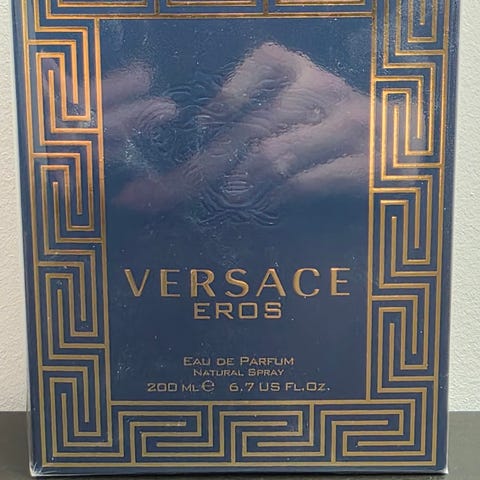 VERSACE
EROS
EAU DE PARFUM
NATURAL SPRAY
200 ML ℮ 6.7 US FL.OZ.